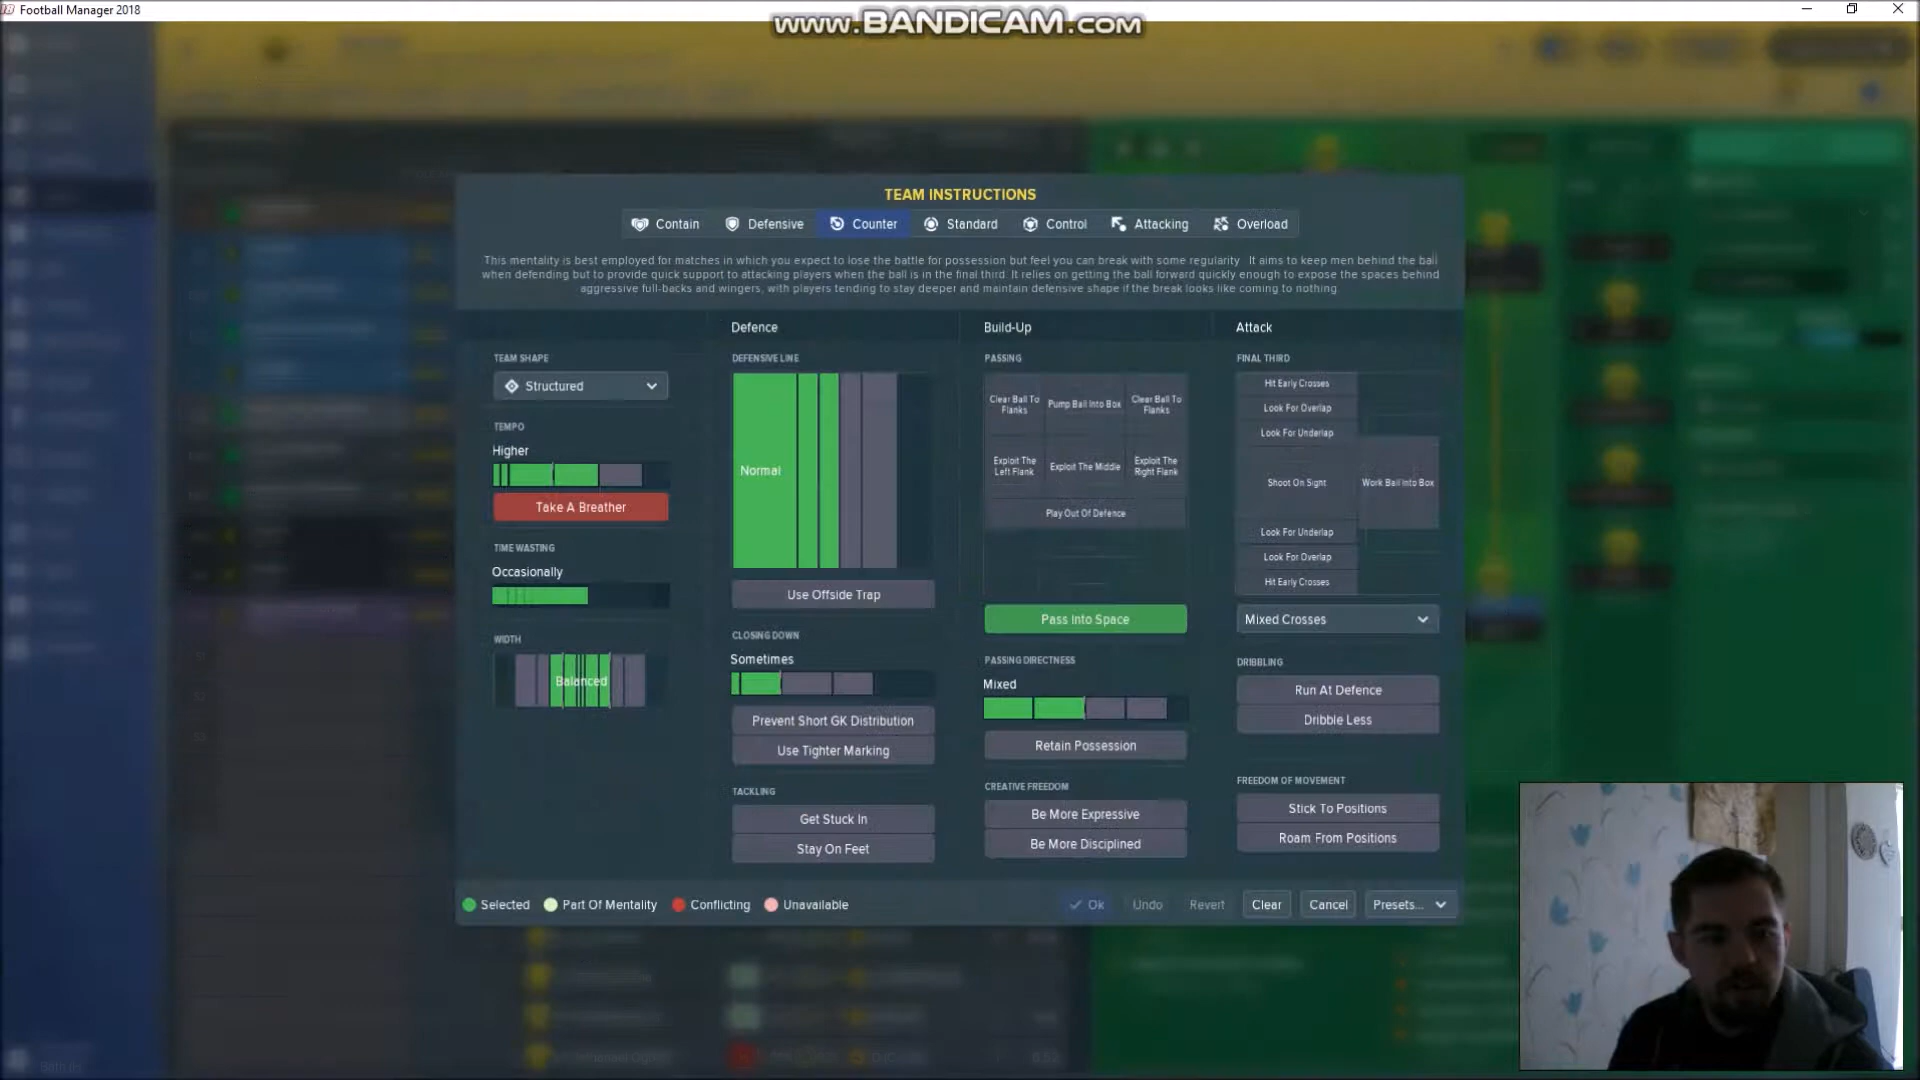 Football Manager 2018
www.BANDICAM.com
TEAM INSTRUCTIONS
Contain
Defensive
Counter
Standard
Control
Attacking
Overload
This mentality is best employed for matches in which you expect to lose the battle for possession but feel you can break with some regularity. It aims to keep men behind the ball
when defending but to provide quick support to attacking players when the ball is in the final third. It relies on getting the ball forward quickly enough to expose the spaces behind
aggressive full-backs and wingers, with players tending to stay deeper and maintain defensive shape if the break looks like coming to nothing.
TEAM SHAPE
Structured
TEMPO
Higher
Take A Breather
TIME WASTING
Occasionally
WIDTH
Balanced
Defence
DEFENSIVE LINE
Normal
Use Offside Trap
CLOSING DOWN
Sometimes
Prevent Short GK Distribution
Use Tighter Marking
TACKLING
Get Stuck In
Stay On Feet
Build-Up
PASSING
Clear Ball To
Flanks
Pump Ball Into Box
Clear Ball To
Flanks
Exploit The
Left Flank
Exploit The Middle
Exploit The
Right Flank
Play Out Of Defence
Pass Into Space
PASSING DIRECTNESS
Mixed
Retain Possession
CREATIVE FREEDOM
Be More Expressive
Be More Disciplined
Attack
FINAL THIRD
Hit Early Crosses
Look For Overlap
Look For Underlap
Shoot On Sight
Work Ball Into Box
Look For Underlap
Look For Overlap
Hit Early Crosses
Mixed Crosses
DRIBBLING
Run At Defence
Dribble Less
FREEDOM OF MOVEMENT
Stick To Positions
Roam From Positions
Selected
Part Of Mentality
Conflicting
Unavailable
Ok
Undo
Revert
Clear
Cancel
Presets...